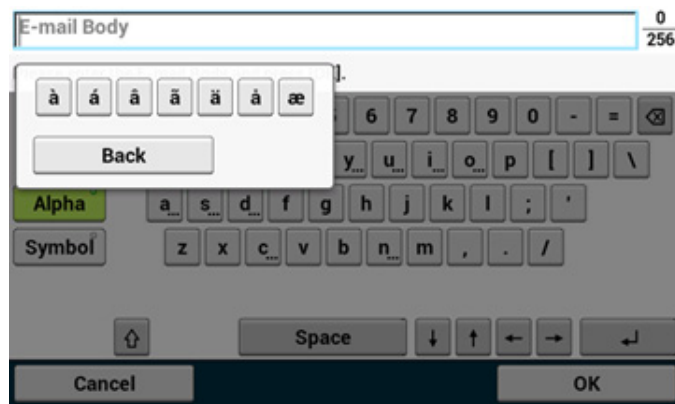 E-mail Body
0
256
].
à á â ã ä å æ
6 7 8 9 0 - =
Back
y... u... i... o... p [ ] \
Alpha a... s... d... f g h j k l ; '
Symbol z x c... v b n... m , . /
Space ↓ ↑ ← →
Cancel OK